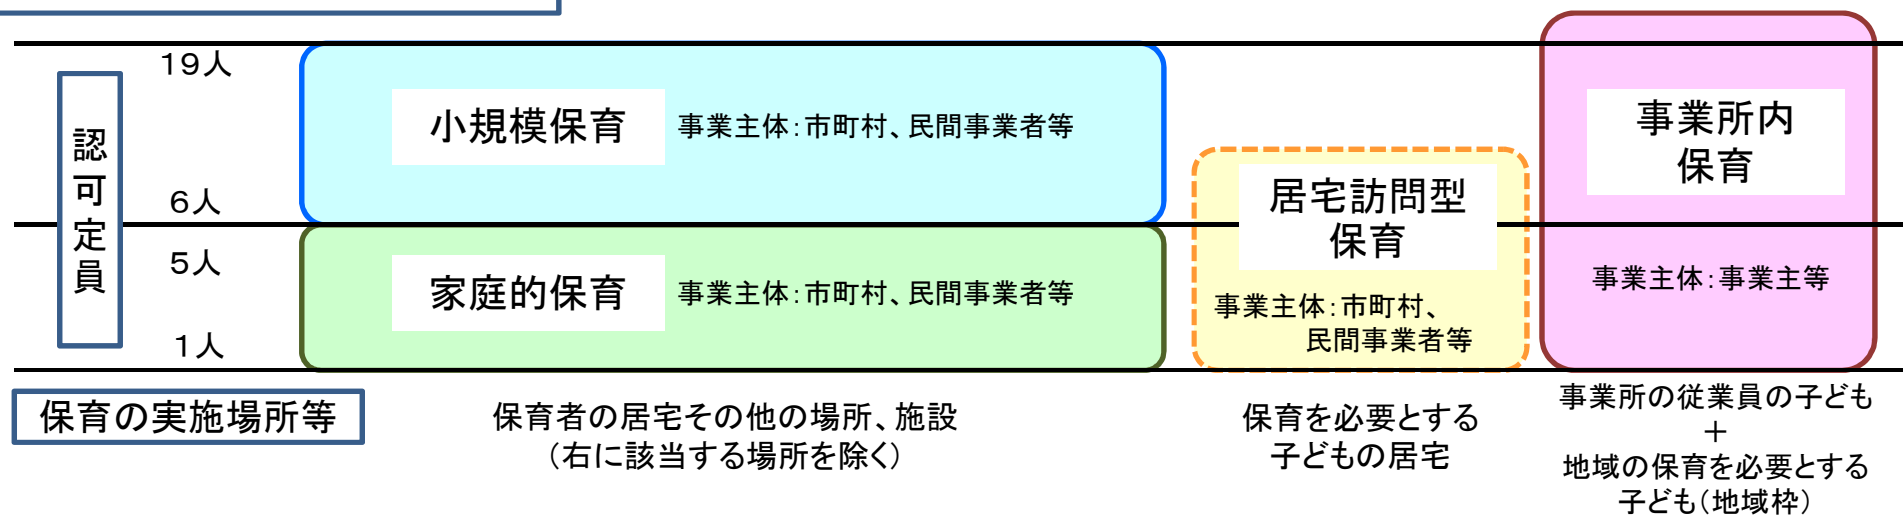 認可定員
19人
6人
5人
1人
小規模保育
事業主体：市町村、民間事業者等
家庭的保育
事業主体：市町村、民間事業者等
居宅訪問型
保育
事業主体：市町村、
民間事業者等
事業所内
保育
事業主体：事業主等
保育の実施場所等
保育者の居宅その他の場所、施設
（右に該当する場所を除く）
保育を必要とする
子どもの居宅
事業所の従業員の子ども
＋
地域の保育を必要とする
子ども（地域枠）